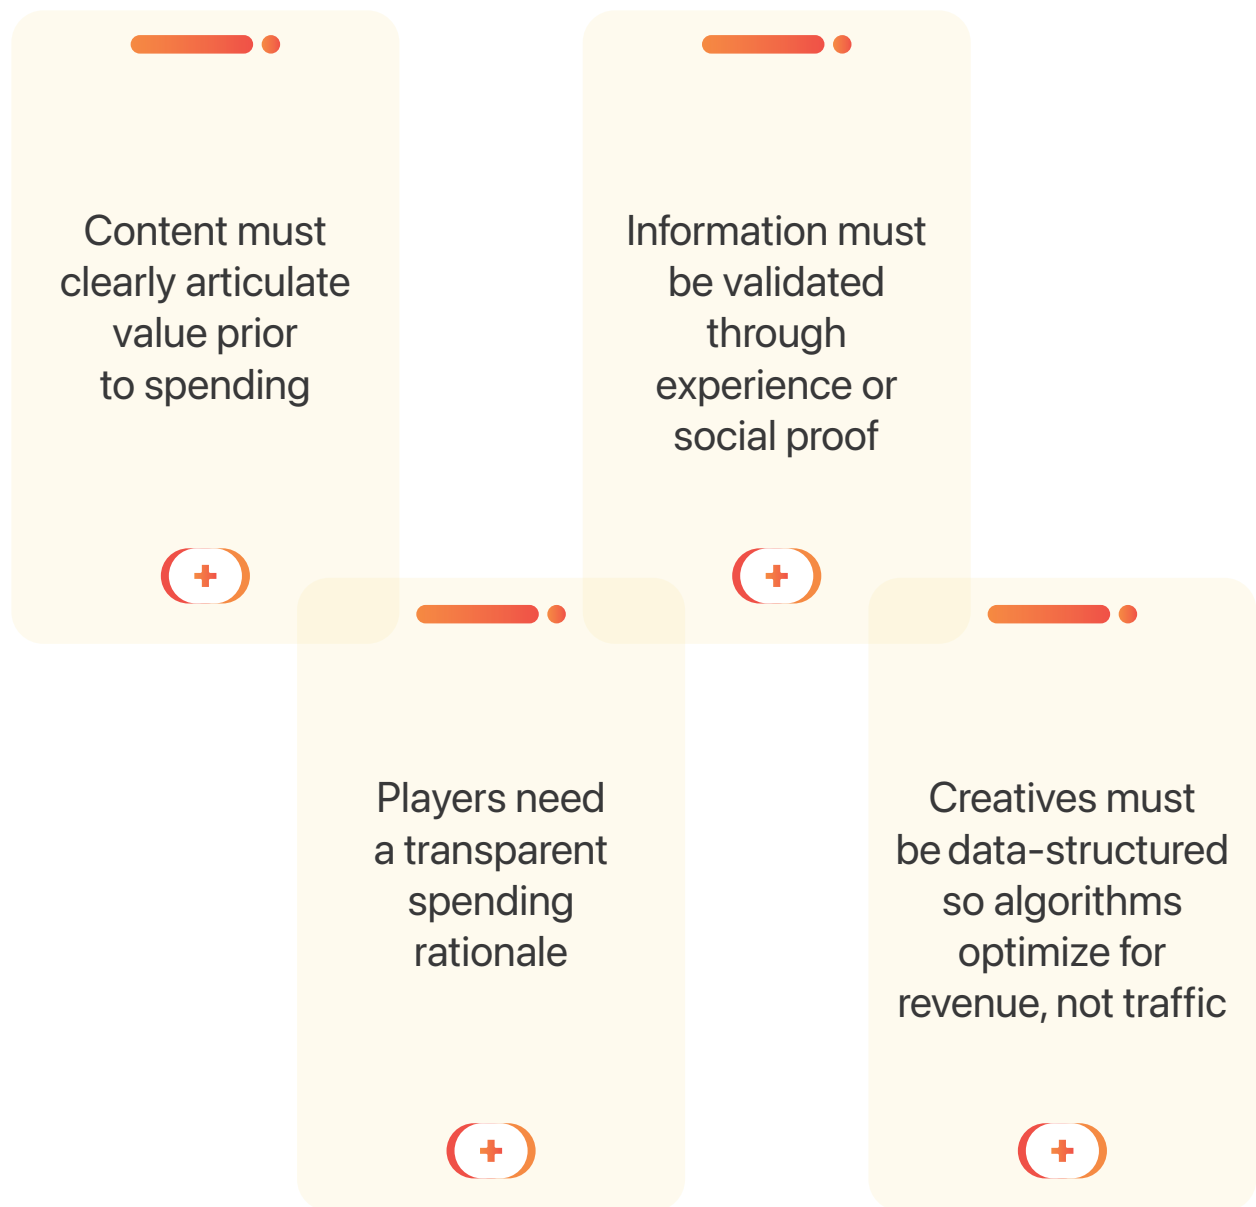 Content must
clearly articulate
value prior
to spending
Information must
be validated
through
experience or
social proof
Players need
a transparent
spending
rationale
Creatives must
be data-structured
so algorithms
optimize for
revenue, not traffic